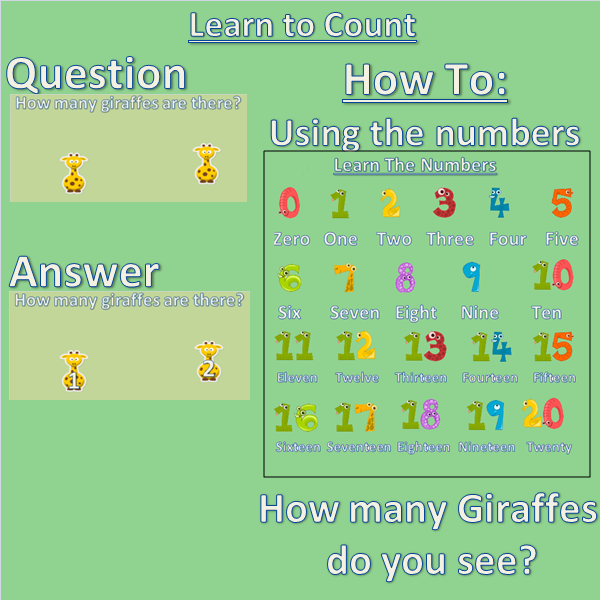 Learn to Count
Question
How many giraffes are there?
Answer
How many giraffes are there?
1 2
How To:
Using the numbers
Learn The Numbers
0 1 2 3 4 5
Zero One Two Three Four Five
6 7 8 9 10
Six Seven Eight Nine Ten
11 12 13 14 15
Eleven Twelve Thirteen Fourteen Fifteen
16 17 18 19 20
Sixteen Seventeen Eighteen Nineteen Twenty
How many Giraffes
do you see?